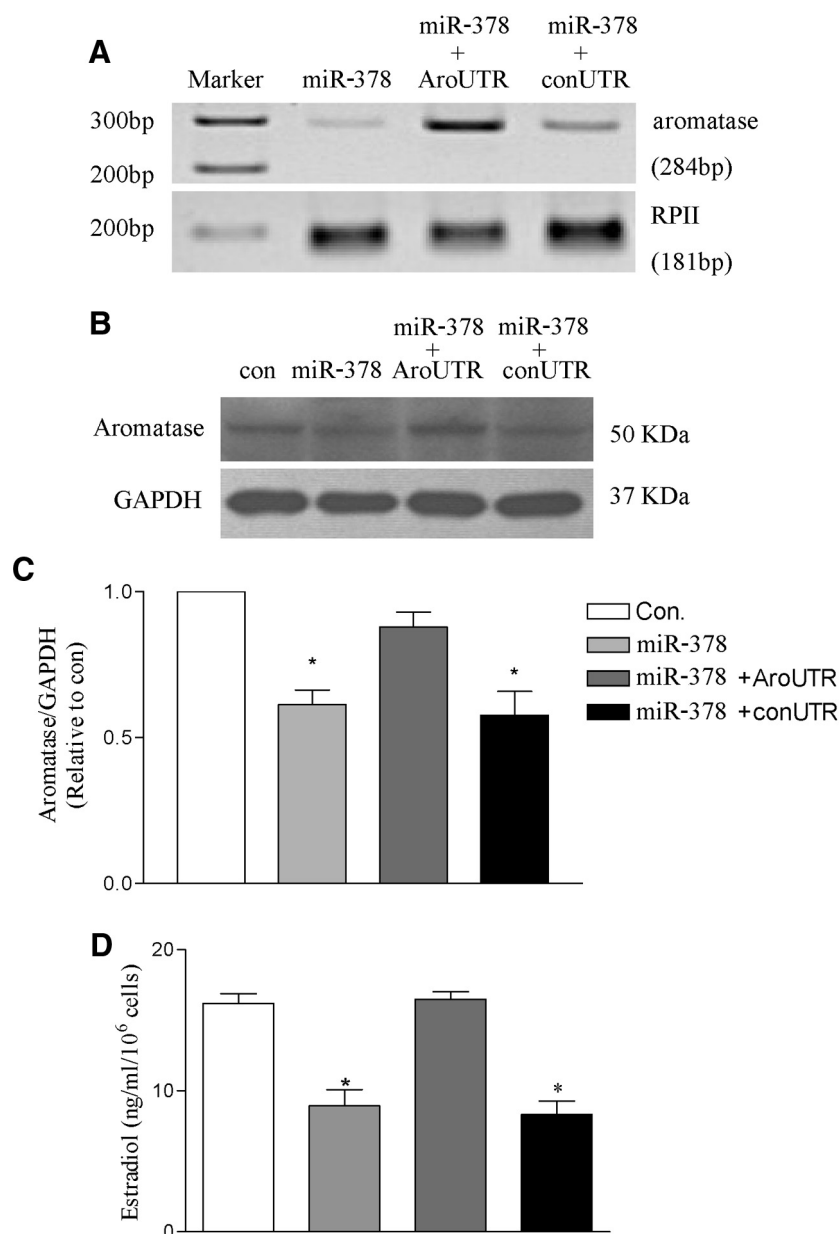 A
Marker
miR-378
miR-378
+
AroUTR
miR-378
+
conUTR
300bp
200bp
aromatase
(284bp)
200bp
RPII
(181bp)
B
con
miR-378
miR-378
+
AroUTR
miR-378
+
conUTR
Aromatase
50 KDa
GAPDH
37 KDa
C
Aromatase/GAPDH
(Relative to con)
1.0
0.5
0.0
*
*
Con.
miR-378
miR-378 +AroUTR
miR-378 +conUTR
D
Estradiol (ng/ml/10⁶ cells)
20
10
0
*
*